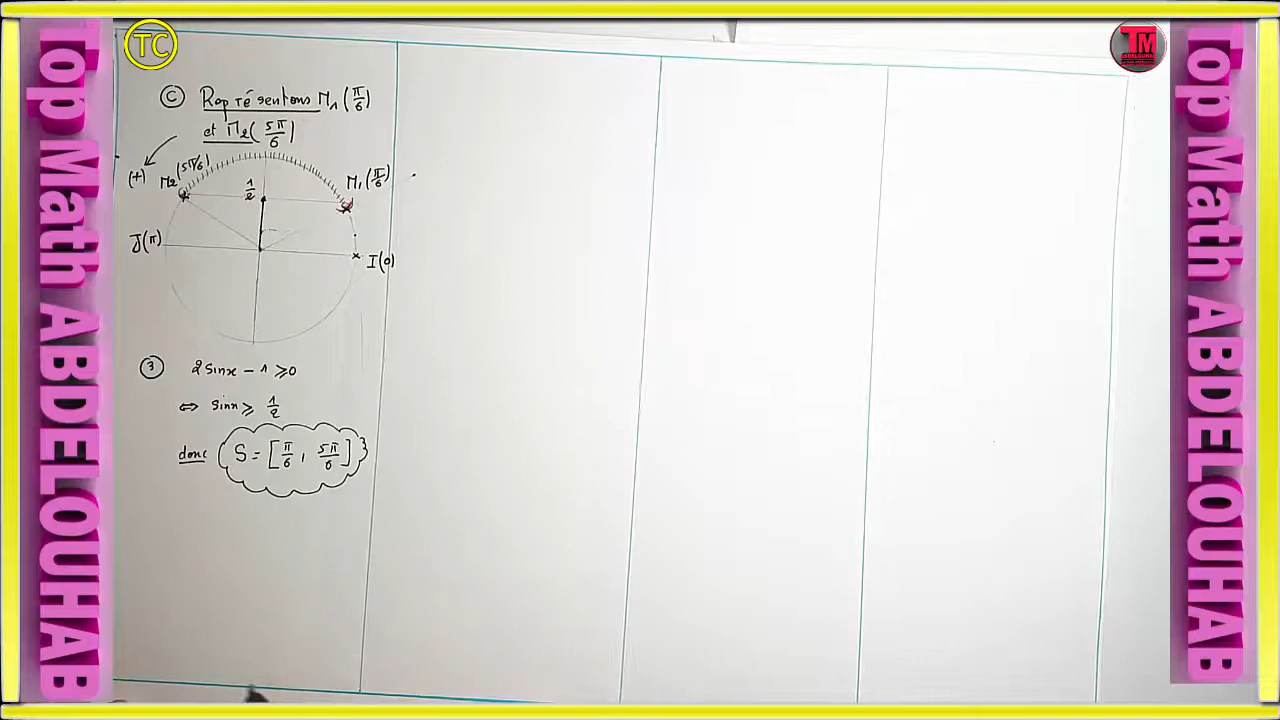 TC
TM
Top Math ABDELOUHAB
Top Math ABDELOUHAB
C Représentons M1(π/6)
et M2(5π/6)
(+)
M2(5π/6)
1/2
M1(π/6)
J(π)
I(0)
3 2sinx - 1 ≥ 0
⇔ sinx ≥ 1/2
donc S = [π/6, 5π/6]